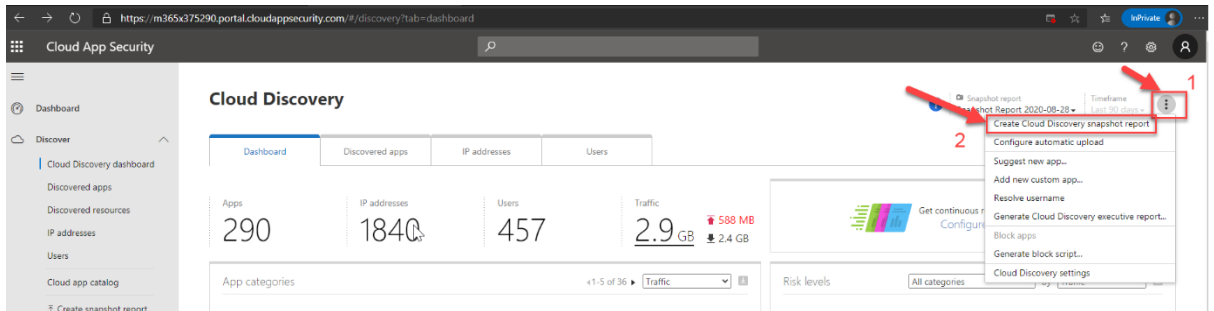 https://m365x375290.portal.cloudappsecurity.com/#/discovery?tab=dashboard
InPrivate
Cloud App Security
1
Cloud Discovery
Snapshot report
Snapshot Report 2020-08-28
Timeframe
Last 90 days
2
Create Cloud Discovery snapshot report
Configure automatic upload
Suggest new app...
Add new custom app...
Resolve username
Generate Cloud Discovery executive report...
Block apps
Generate block script...
Cloud Discovery settings
Dashboard
Discover
Cloud Discovery dashboard
Discovered apps
Discovered resources
IP addresses
Users
Cloud app catalog
Create snapshot report
Dashboard
Discovered apps
IP addresses
Users
Apps
290
IP addresses
1840
Users
457
Traffic
2.9 GB
588 MB
2.4 GB
Get continuous
Configure
App categories
1-5 of 36
Traffic
Risk levels
All categories
by
Traffic